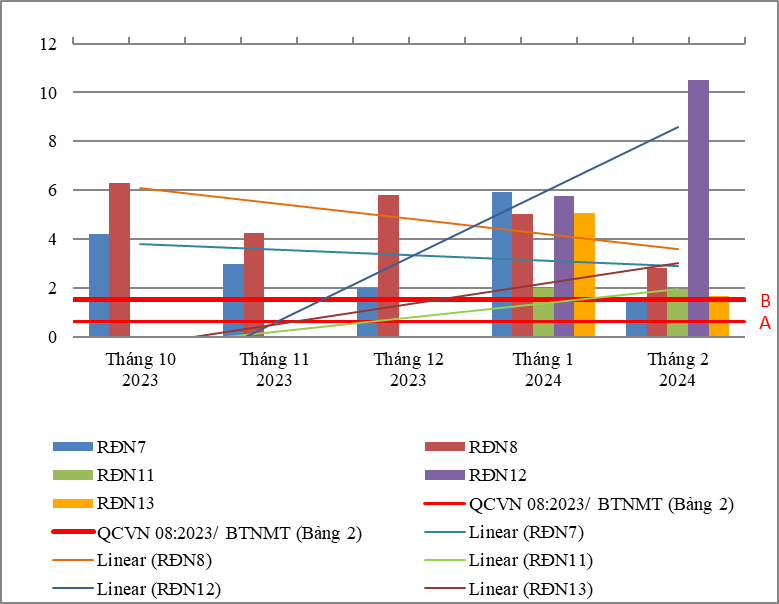 12
10
8
6
4
2
0
B
A
Tháng 10
2023
Tháng 11
2023
Tháng 12
2023
Tháng 1
2024
Tháng 2
2024
RĐN7
RĐN8
RĐN11
RĐN12
RĐN13
QCVN 08:2023/ BTNMT (Bảng 2)
QCVN 08:2023/ BTNMT (Bảng 2)
Linear (RĐN7)
Linear (RĐN8)
Linear (RĐN11)
Linear (RĐN12)
Linear (RĐN13)